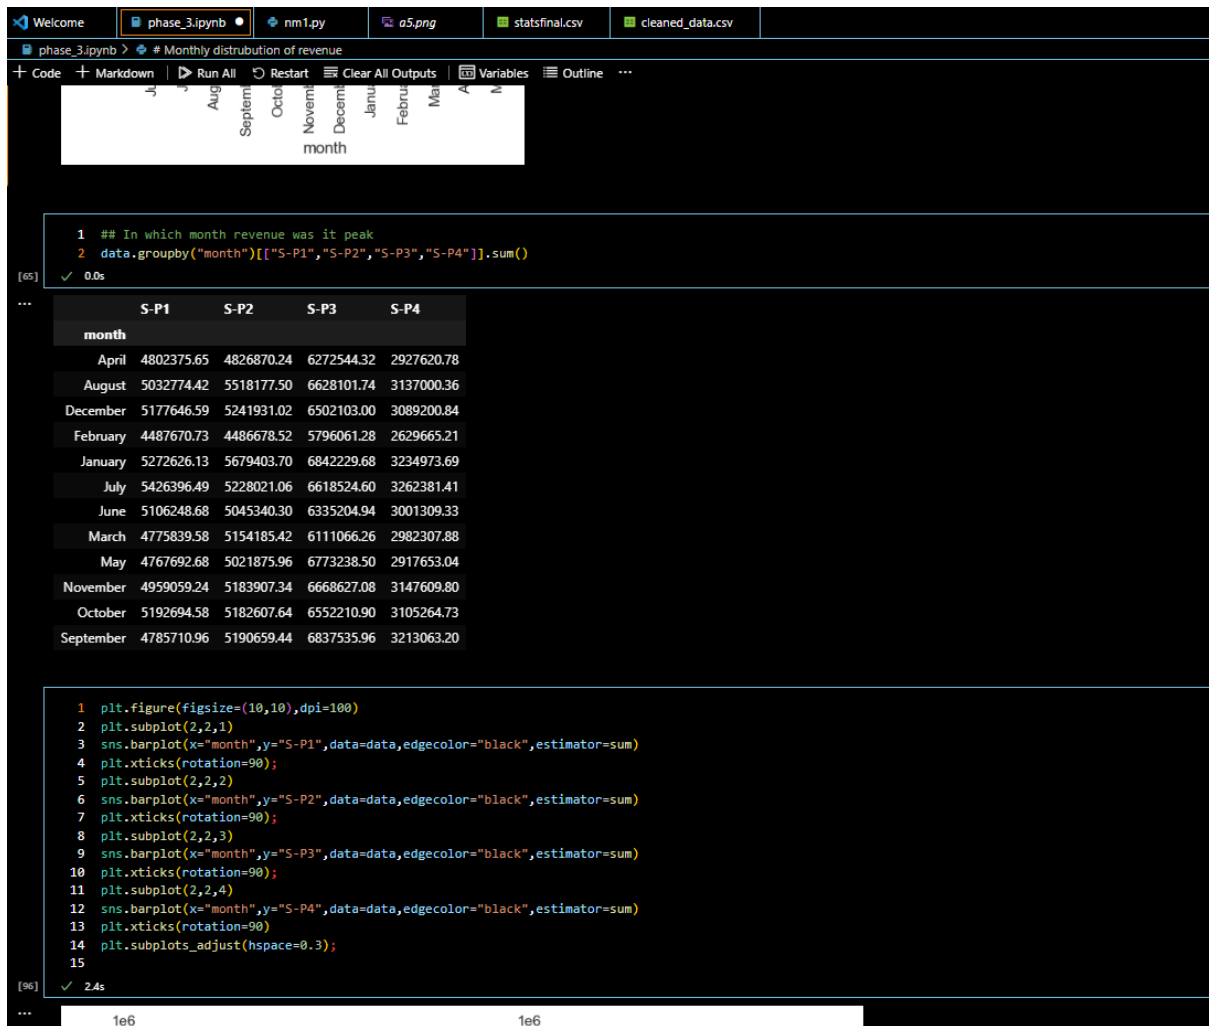 Welcome phase_3.ipynb nm1.py a5.png statsfinal.csv cleaned_data.csv
phase_3.ipynb > # Monthly distrubution of revenue
+ Code + Markdown Run All Restart Clear All Outputs Variables Outline ...
month
1 ## In which month revenue was it peak
2 data.groupby("month")[["S-P1","S-P2","S-P3","S-P4"]].sum()
[65] ✓ 0.0s
... S-P1 S-P2 S-P3 S-P4
month
April 4802375.65 4826870.24 6272544.32 2927620.78
August 5032774.42 5518177.50 6628101.74 3137000.36
December 5177646.59 5241931.02 6502103.00 3089200.84
February 4487670.73 4486678.52 5796061.28 2629665.21
January 5272626.13 5679403.70 6842229.68 3234973.69
July 5426396.49 5228021.06 6618524.60 3262381.41
June 5106248.68 5045340.30 6335204.94 3001309.33
March 4775839.58 5154185.42 6111066.26 2982307.88
May 4767692.68 5021875.96 6773238.50 2917653.04
November 4959059.24 5183907.34 6668627.08 3147609.80
October 5192694.58 5182607.64 6552210.90 3105264.73
September 4785710.96 5190659.44 6837535.96 3213063.20
1 plt.figure(figsize=(10,10),dpi=100)
2 plt.subplot(2,2,1)
3 sns.barplot(x="month",y="S-P1",data=data,edgecolor="black",estimator=sum)
4 plt.xticks(rotation=90);
5 plt.subplot(2,2,2)
6 sns.barplot(x="month",y="S-P2",data=data,edgecolor="black",estimator=sum)
7 plt.xticks(rotation=90);
8 plt.subplot(2,2,3)
9 sns.barplot(x="month",y="S-P3",data=data,edgecolor="black",estimator=sum)
10 plt.xticks(rotation=90);
11 plt.subplot(2,2,4)
12 sns.barplot(x="month",y="S-P4",data=data,edgecolor="black",estimator=sum)
13 plt.xticks(rotation=90)
14 plt.subplots_adjust(hspace=0.3);
15
[96] ✓ 2.4s
... 1e6 1e6